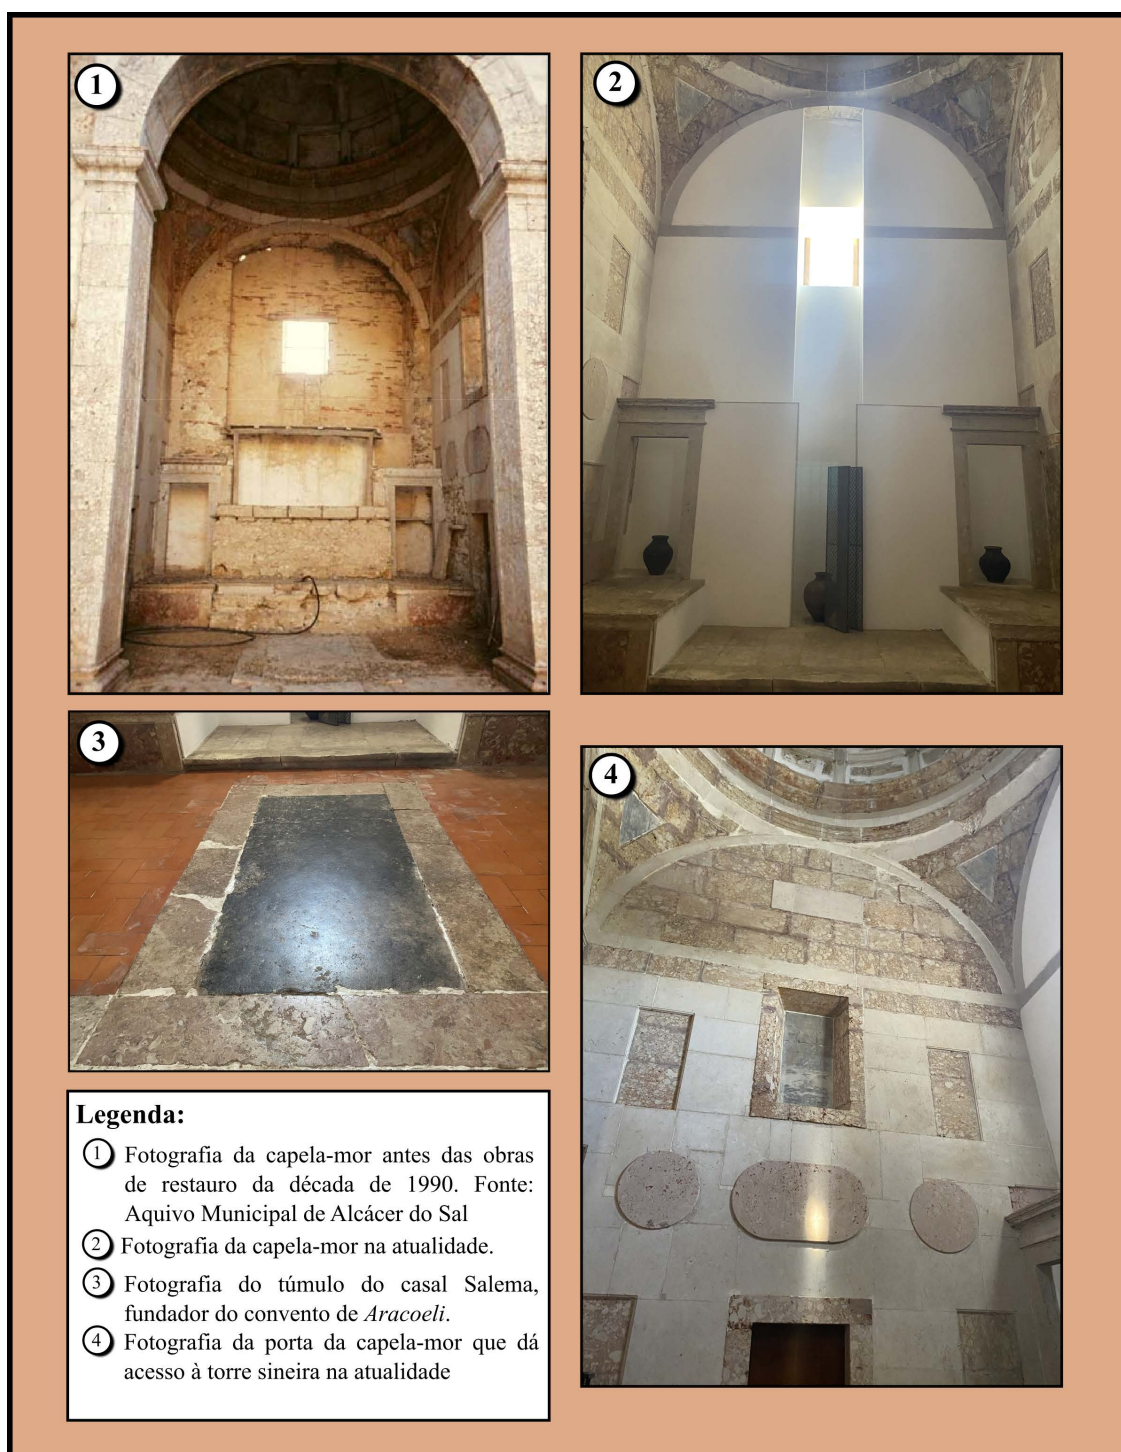 1
2
3
4
Legenda:
1 Fotografia da capela-mor antes das obras
de restauro da década de 1990. Fonte:
Aquivo Municipal de Alcácer do Sal
2 Fotografia da capela-mor na atualidade.
3 Fotografia do túmulo do casal Salema,
fundador do convento de Aracoeli.
4 Fotografia da porta da capela-mor que dá
acesso à torre sineira na atualidade